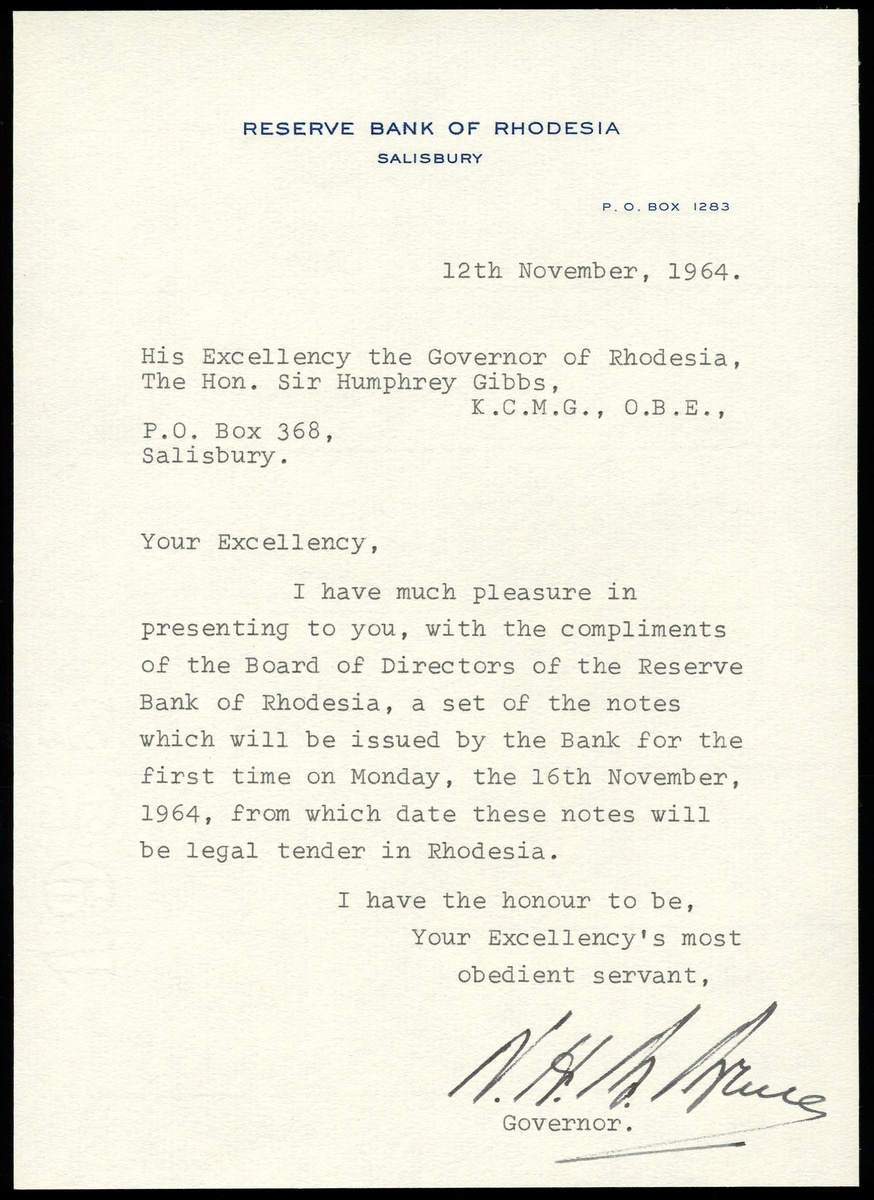 RESERVE BANK OF RHODESIA
SALISBURY
P. O. BOX 1283
12th November, 1964.
His Excellency the Governor of Rhodesia,
The Hon. Sir Humphrey Gibbs,
K.C.M.G., O.B.E.,
P.O. Box 368,
Salisbury.
Your Excellency,
I have much pleasure in
presenting to you, with the compliments
of the Board of Directors of the Reserve
Bank of Rhodesia, a set of the notes
which will be issued by the Bank for the
first time on Monday, the 16th November,
1964, from which date these notes will
be legal tender in Rhodesia.
I have the honour to be,
Your Excellency's most
obedient servant,
N. H. B. Bruce
Governor.